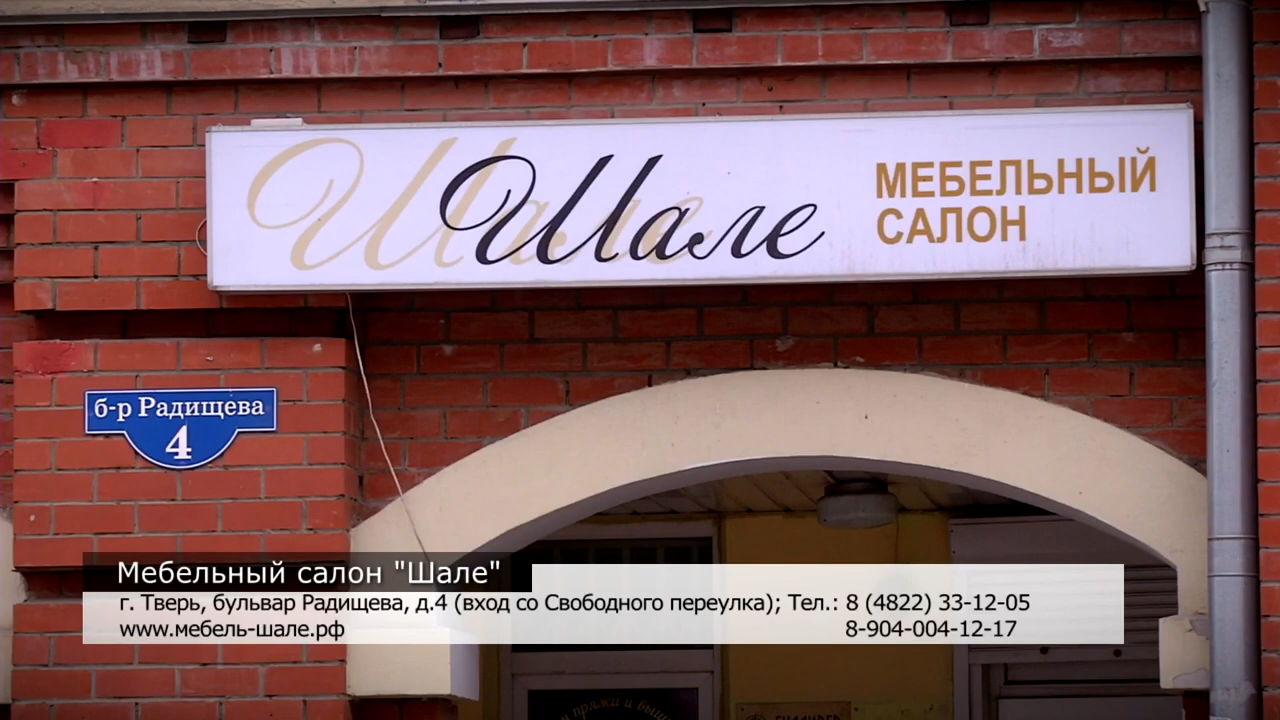 Шале
МЕБЕЛЬНЫЙ
САЛОН
б-р Радищева
4
Мебельный салон "Шале"
г. Тверь, бульвар Радищева, д.4 (вход со Свободного переулка); Тел.: 8 (4822) 33-12-05
www.мебель-шале.рф 8-904-004-12-17
пряжи и